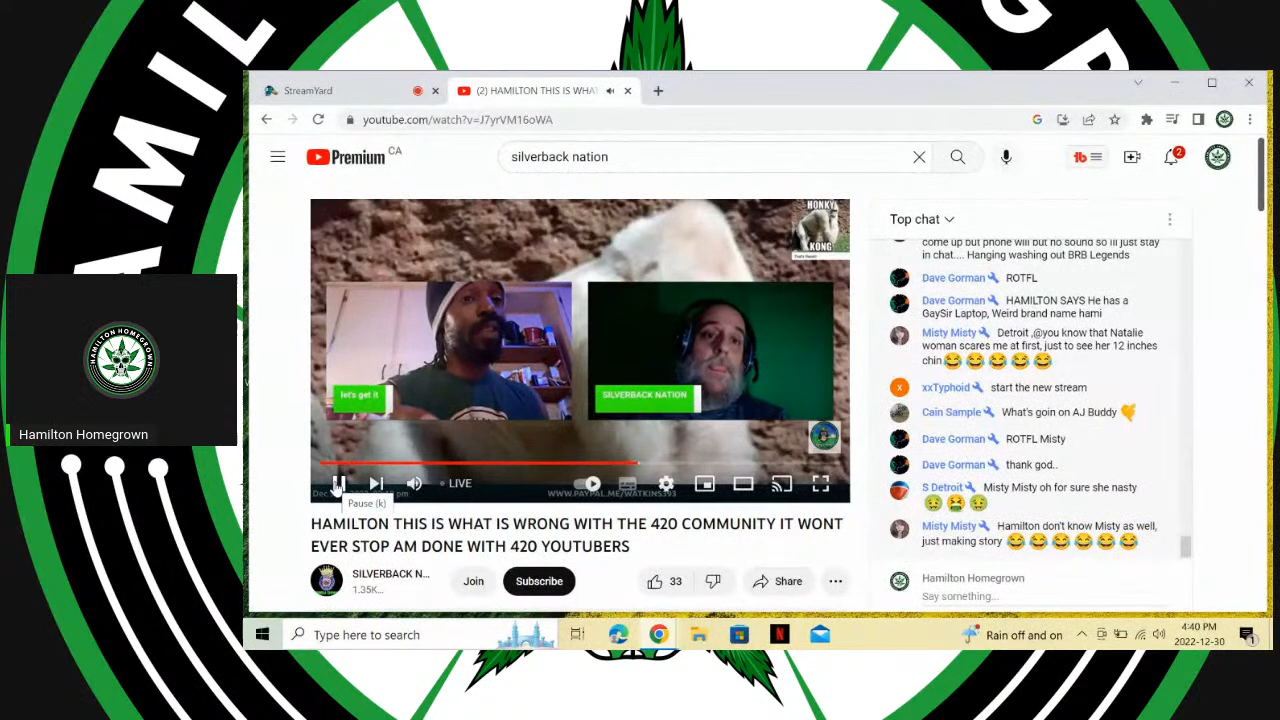 AMIL
GR
StreamYard
(2) HAMILTON THIS IS WHA
youtube.com/watch?v=J7yrVM16oWA
Premium CA
silverback nation
2
HONKY
KONG
let's get it
SILVERBACK NATION
LIVE
WWW.PAYPAL.ME/WATKINS393
Pause (k)
HAMILTON THIS IS WHAT IS WRONG WITH THE 420 COMMUNITY IT WONT
EVER STOP AM DONE WITH 420 YOUTUBERS
SILVERBACK N...
1.35K...
Join
Subscribe
33
Share
Top chat
come up but phone will but no sound so Ill just stay
in chat.... Hanging washing out BRB Legends
Dave Gorman ROTFL
Dave Gorman HAMILTON SAYS He has a
GaySir Laptop, Weird brand name hami
Misty Misty Detroit ,@you know that Natalie
woman scares me at first, just to see her 12 inches
chin😂😂😂😂😂
x xxTyphoid start the new stream
Cain Sample What's goin on AJ Buddy
Dave Gorman ROTFL Misty
Dave Gorman thank god..
S Detroit Misty Misty oh for sure she nasty
🤢🤮🤢
Misty Misty Hamilton don't know Misty as well,
just making story 😂😂😂😂😂😂
Hamilton Homegrown
Say something...
HAMILTON HOMEGROWN
Hamilton Homegrown
Type here to search
Rain off and on
4:40 PM
2022-12-30
1